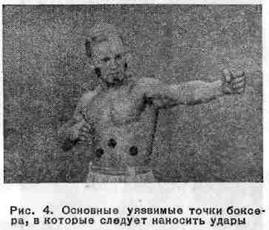 Рис. 4. Основные уязвимые точки боксе-
ра, в которые следует наносить удары